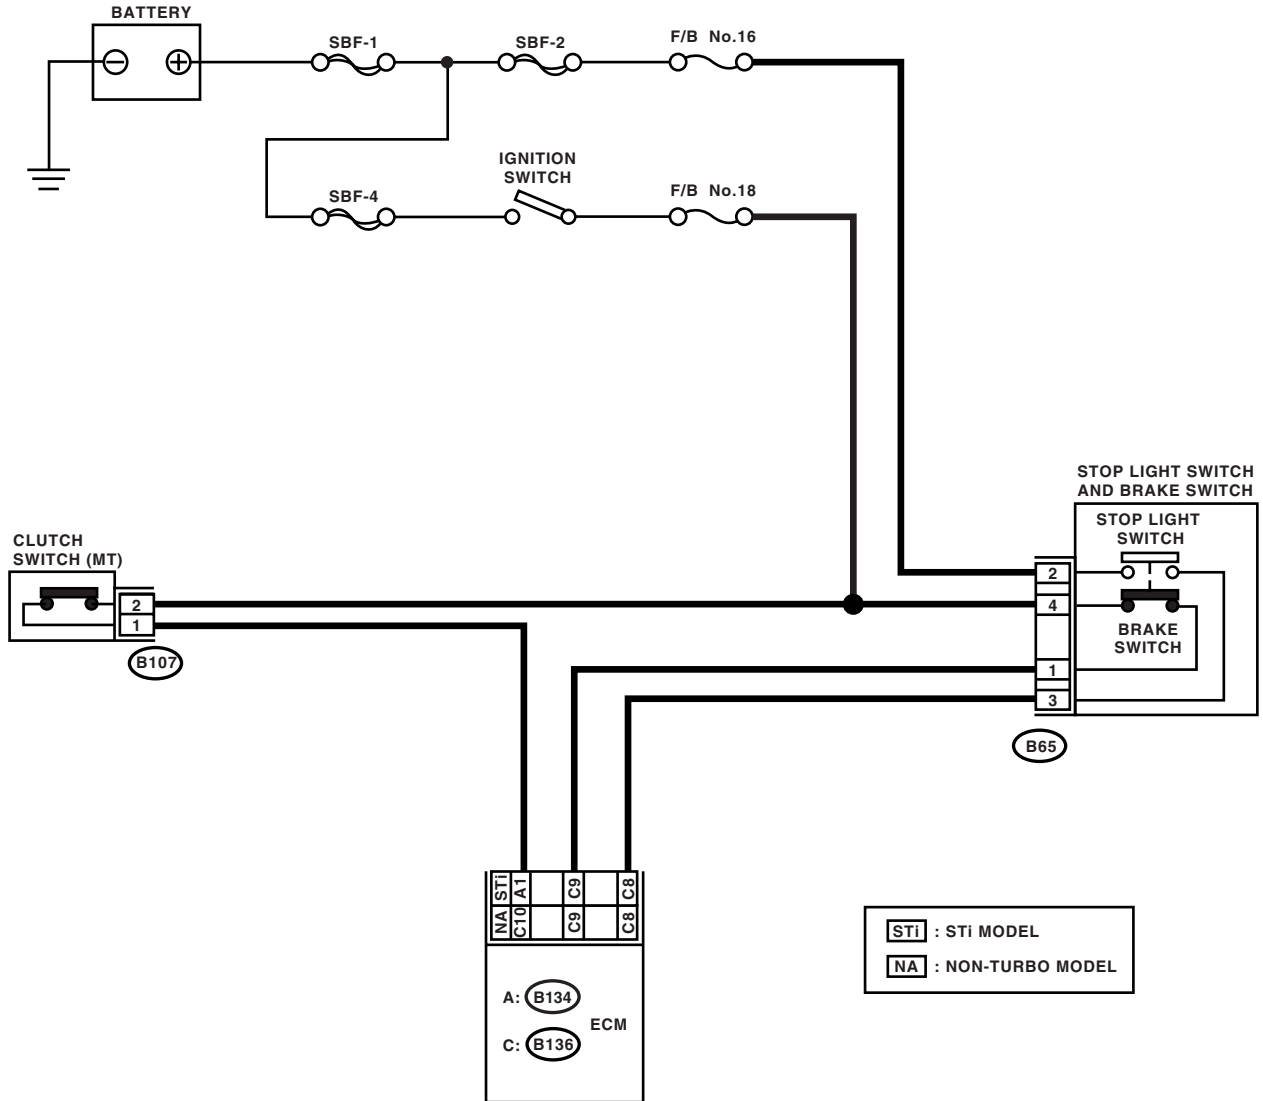 BATTERY
SBF-1
SBF-2
F/B No.16
IGNITION
SWITCH
SBF-4
F/B No.18
STOP LIGHT SWITCH
AND BRAKE SWITCH
STOP LIGHT
SWITCH
CLUTCH
SWITCH (MT)
2
4
BRAKE
SWITCH
2
1
B107
1
3
B65
STi
A1
C9
C8
NA
C10
C9
C8
STi : STi MODEL
NA : NON-TURBO MODEL
A: B134
ECM
C: B136